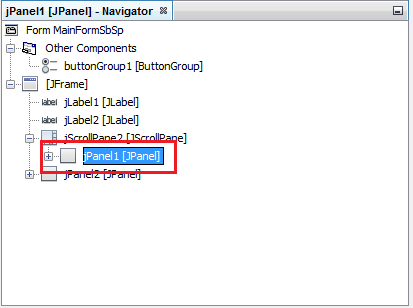 jPanel1 [JPanel] - Navigator
Form MainFormSbSp
Other Components
buttonGroup1 [ButtonGroup]
[JFrame]
label jLabel1 [JLabel]
label jLabel2 [JLabel]
jScrollPane2 [JScrollPane]
jPanel1 [JPanel]
jPanel2 [JPanel]